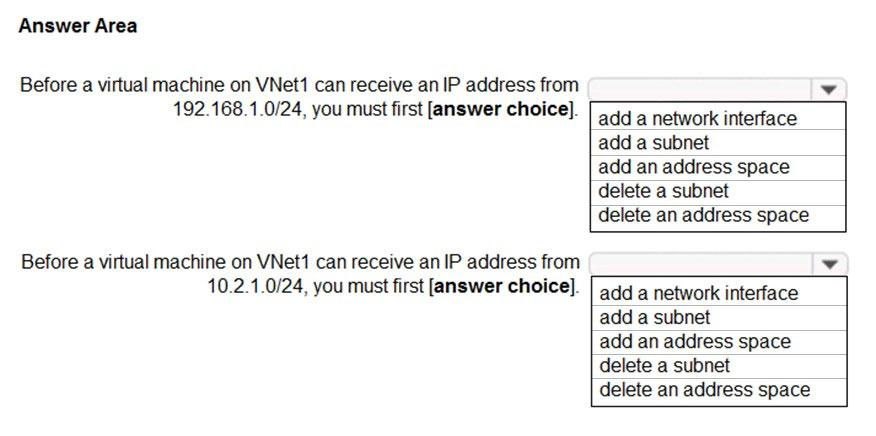 Answer Area
Before a virtual machine on VNet1 can receive an IP address from
192.168.1.0/24, you must first [answer choice].
add a network interface
add a subnet
add an address space
delete a subnet
delete an address space
Before a virtual machine on VNet1 can receive an IP address from
10.2.1.0/24, you must first [answer choice].
add a network interface
add a subnet
add an address space
delete a subnet
delete an address space